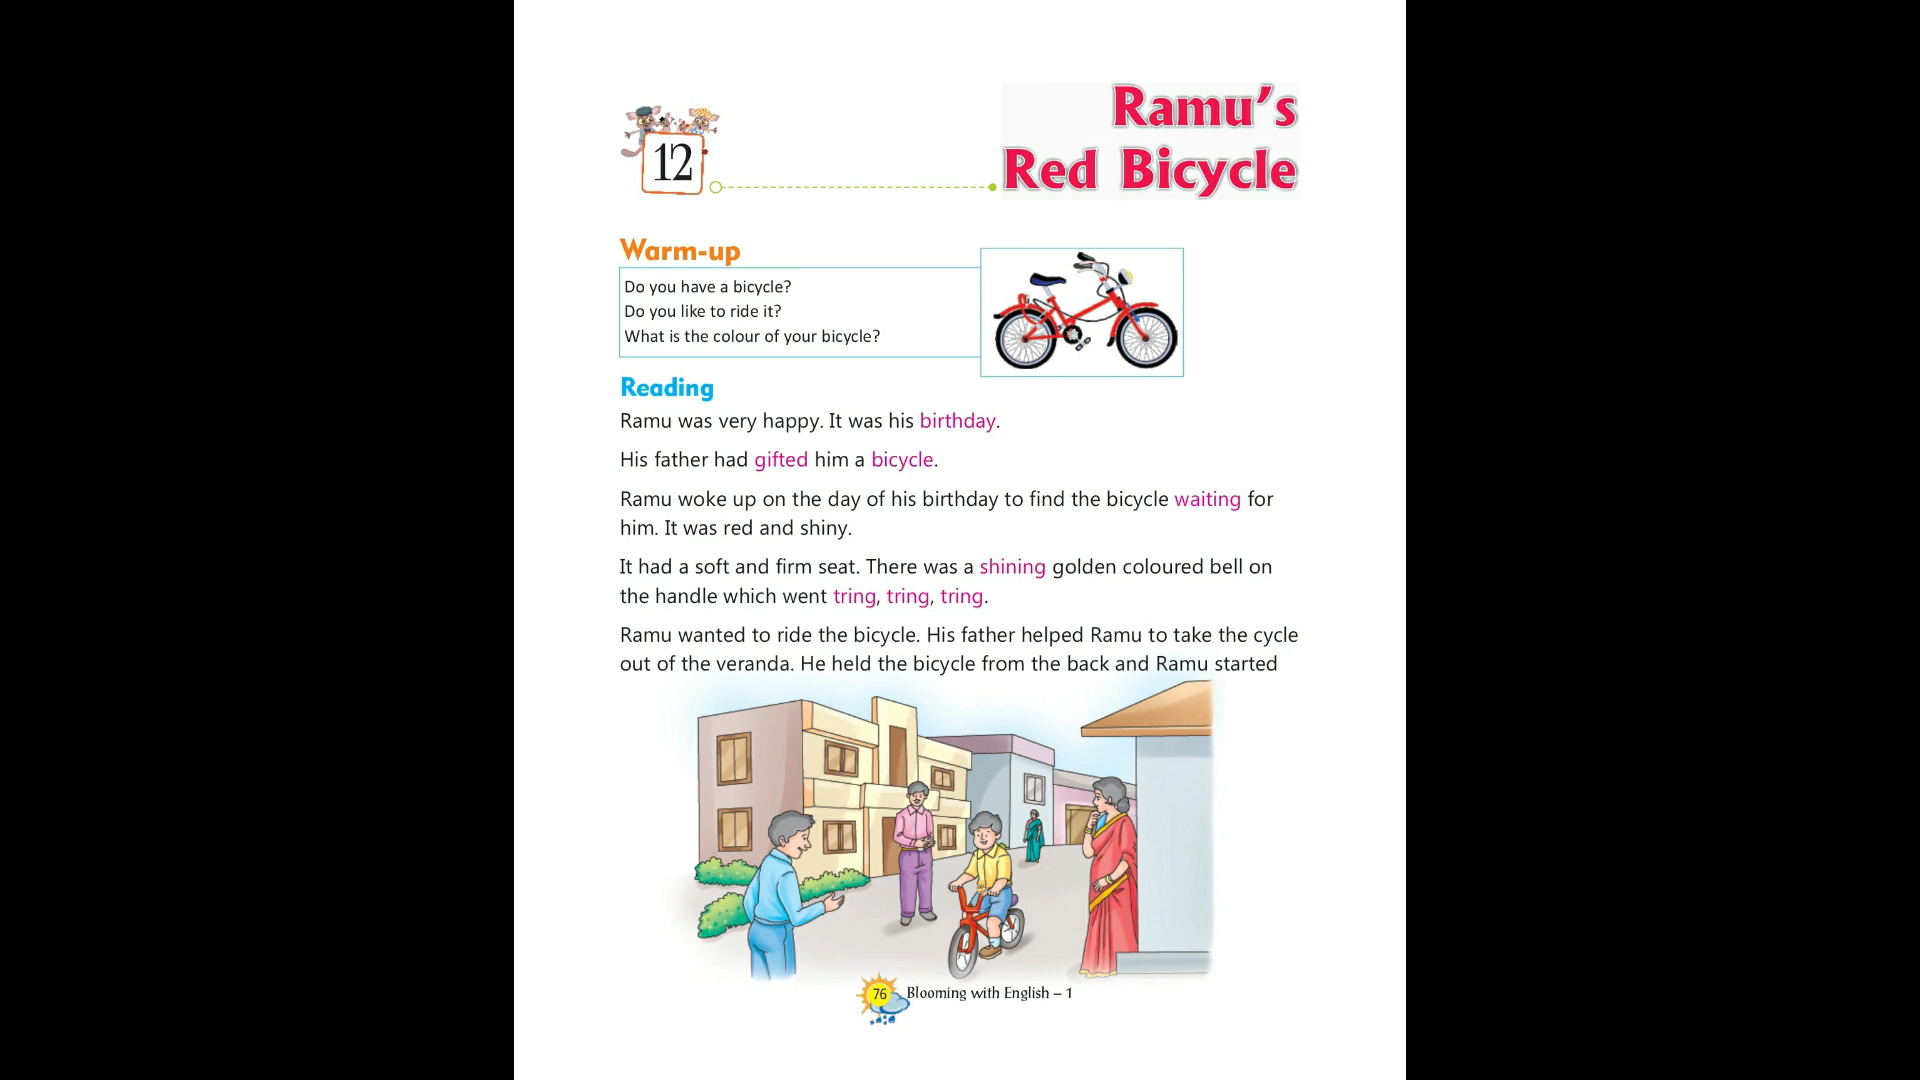 12
Ramu's
Red Bicycle
Warm-up
Do you have a bicycle?
Do you like to ride it?
What is the colour of your bicycle?
Reading
Ramu was very happy. It was his birthday.
His father had gifted him a bicycle.
Ramu woke up on the day of his birthday to find the bicycle waiting for
him. It was red and shiny.
It had a soft and firm seat. There was a shining golden coloured bell on
the handle which went tring, tring, tring.
Ramu wanted to ride the bicycle. His father helped Ramu to take the cycle
out of the veranda. He held the bicycle from the back and Ramu started
76 Blooming with English – 1